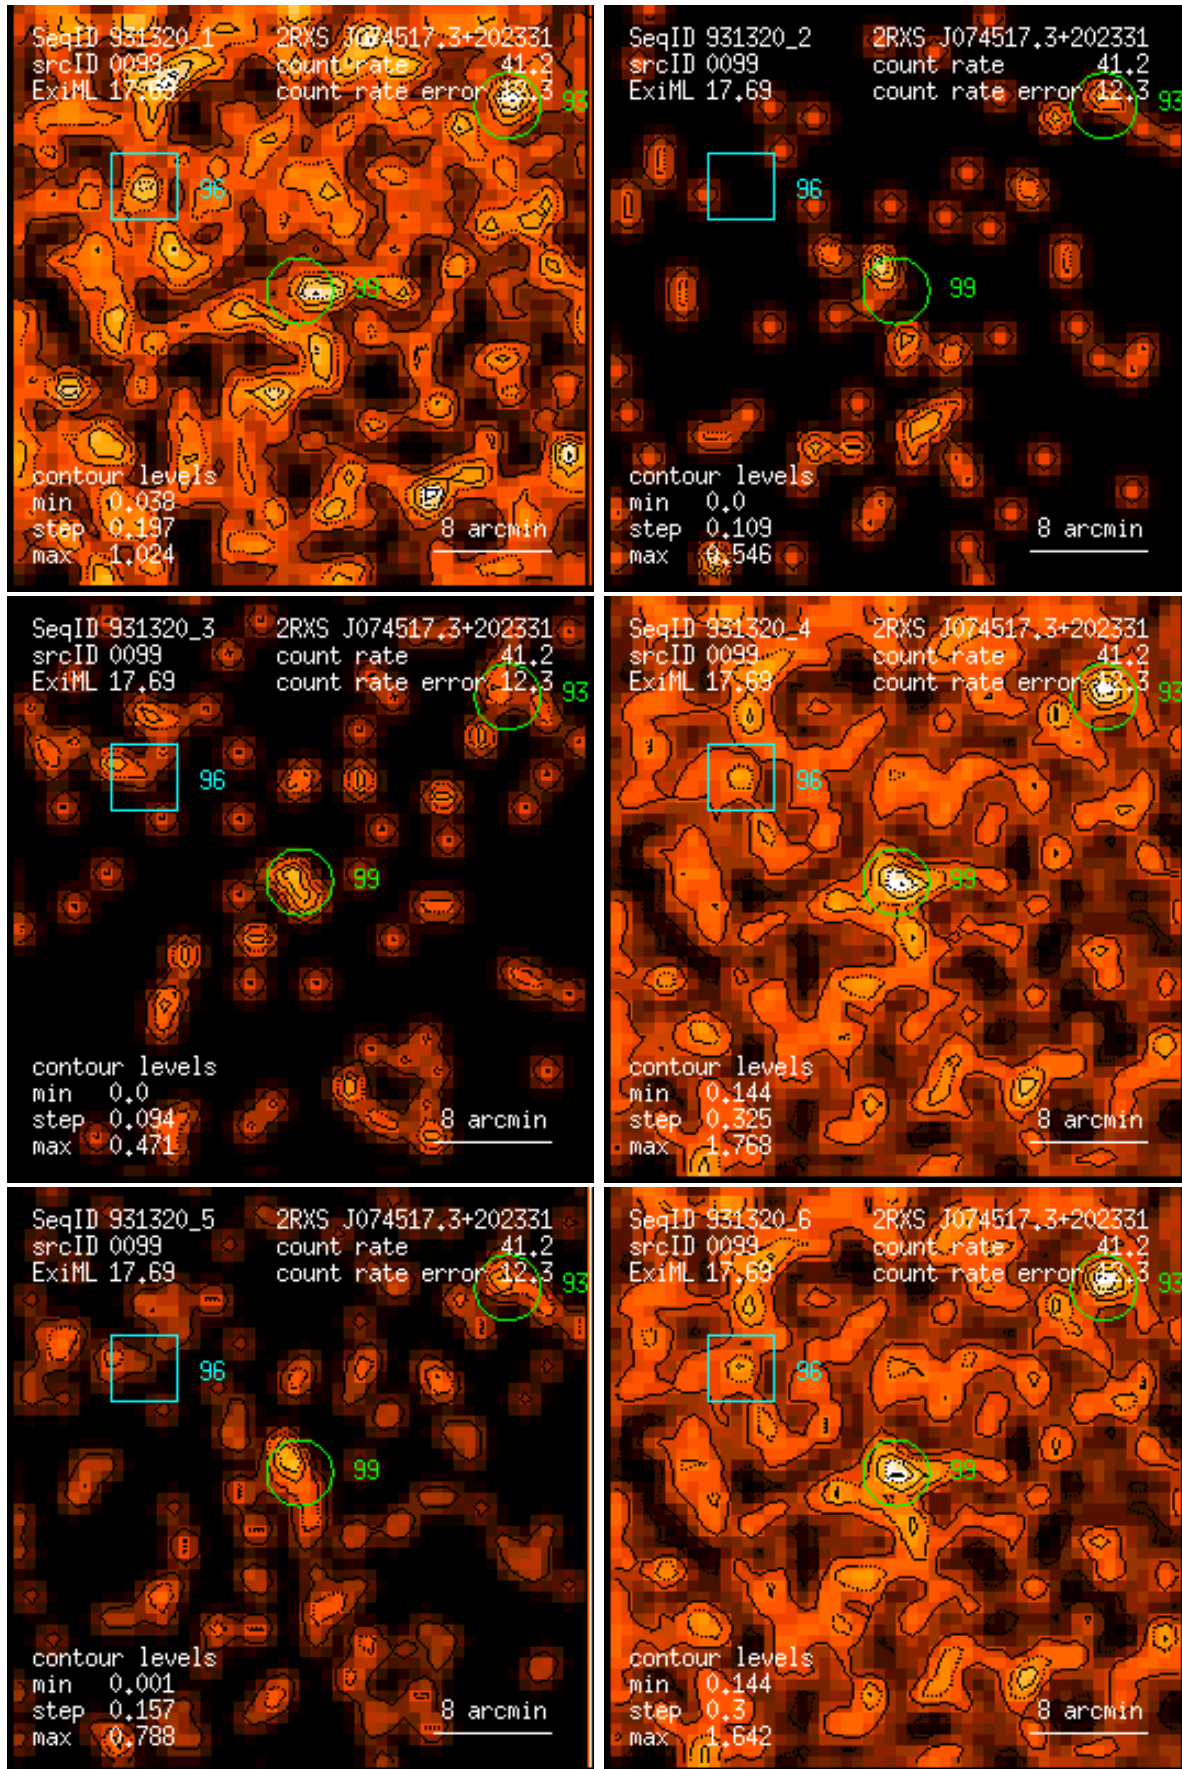 SeqID 931320_1 2RXS J074517.3+202331
srcID 0099 count rate 41.2
ExiML 17.69 count rate error 12.3
93
96
99
contour levels
min 0.038
step 0.197 8 arcmin
max 1.024
SeqID 931320_2 2RXS J074517.3+202331
srcID 0099 count rate 41.2
ExiML 17.69 count rate error 12.3
93
96
99
contour levels
min 0.0
step 0.109 8 arcmin
max 0.546
SeqID 931320_3 2RXS J074517.3+202331
srcID 0099 count rate 41.2
ExiML 17.69 count rate error 12.3
93
96
99
contour levels
min 0.0
step 0.094 8 arcmin
max 0.471
SeqID 931320_4 2RXS J074517.3+202331
srcID 0099 count rate 41.2
ExiML 17.69 count rate error 12.3
93
96
99
contour levels
min 0.144
step 0.325 8 arcmin
max 1.768
SeqID 931320_5 2RXS J074517.3+202331
srcID 0099 count rate 41.2
ExiML 17.69 count rate error 12.3
93
96
99
contour levels
min 0.001
step 0.157 8 arcmin
max 0.788
SeqID 931320_6 2RXS J074517.3+202331
srcID 0099 count rate 41.2
ExiML 17.69 count rate error 12.3
93
96
99
contour levels
min 0.144
step 0.3 8 arcmin
max 1.642